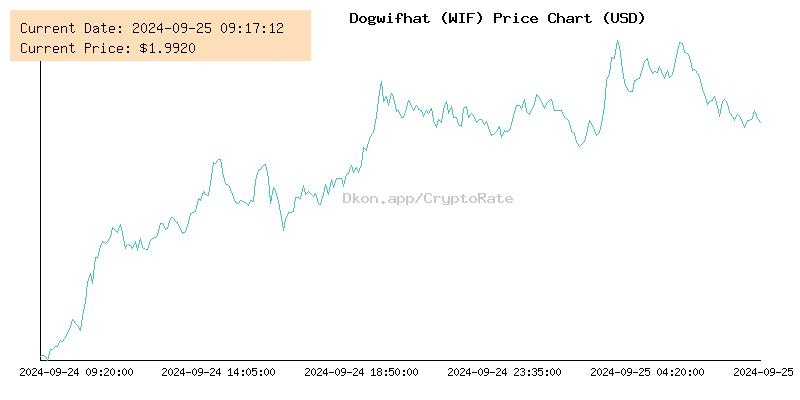 Dogwifhat (WIF) Price Chart (USD)
Current Date: 2024-09-25 09:17:12
Current Price: $1.9920
Dkon.app/CryptoRate
2024-09-24 09:20:00 2024-09-24 14:05:00 2024-09-24 18:50:00 2024-09-24 23:35:00 2024-09-25 04:20:00 2024-09-25